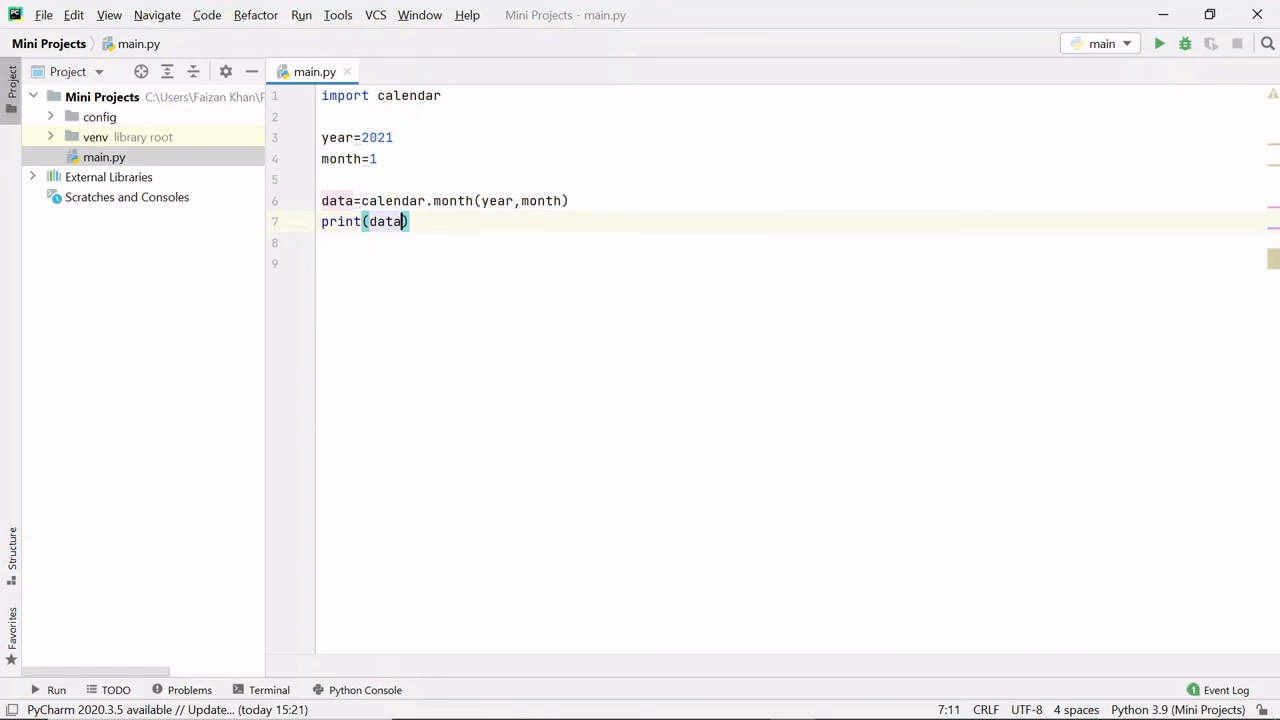 File Edit View Navigate Code Refactor Run Tools VCS Window Help Mini Projects - main.py
Mini Projects main.py main
Project
Project
main.py
Mini Projects C:\Users\Faizan Khan\
config
venv library root
main.py
External Libraries
Scratches and Consoles
1 import calendar
2
3 year=2021
4 month=1
5
6 data=calendar.month(year,month)
7 print(data)
8
9
Structure
Favorites
Run TODO Problems Terminal Python Console 1 Event Log
PyCharm 2020.3.5 available // Update... (today 15:21) 7:11 CRLF UTF-8 4 spaces Python 3.9 (Mini Projects)